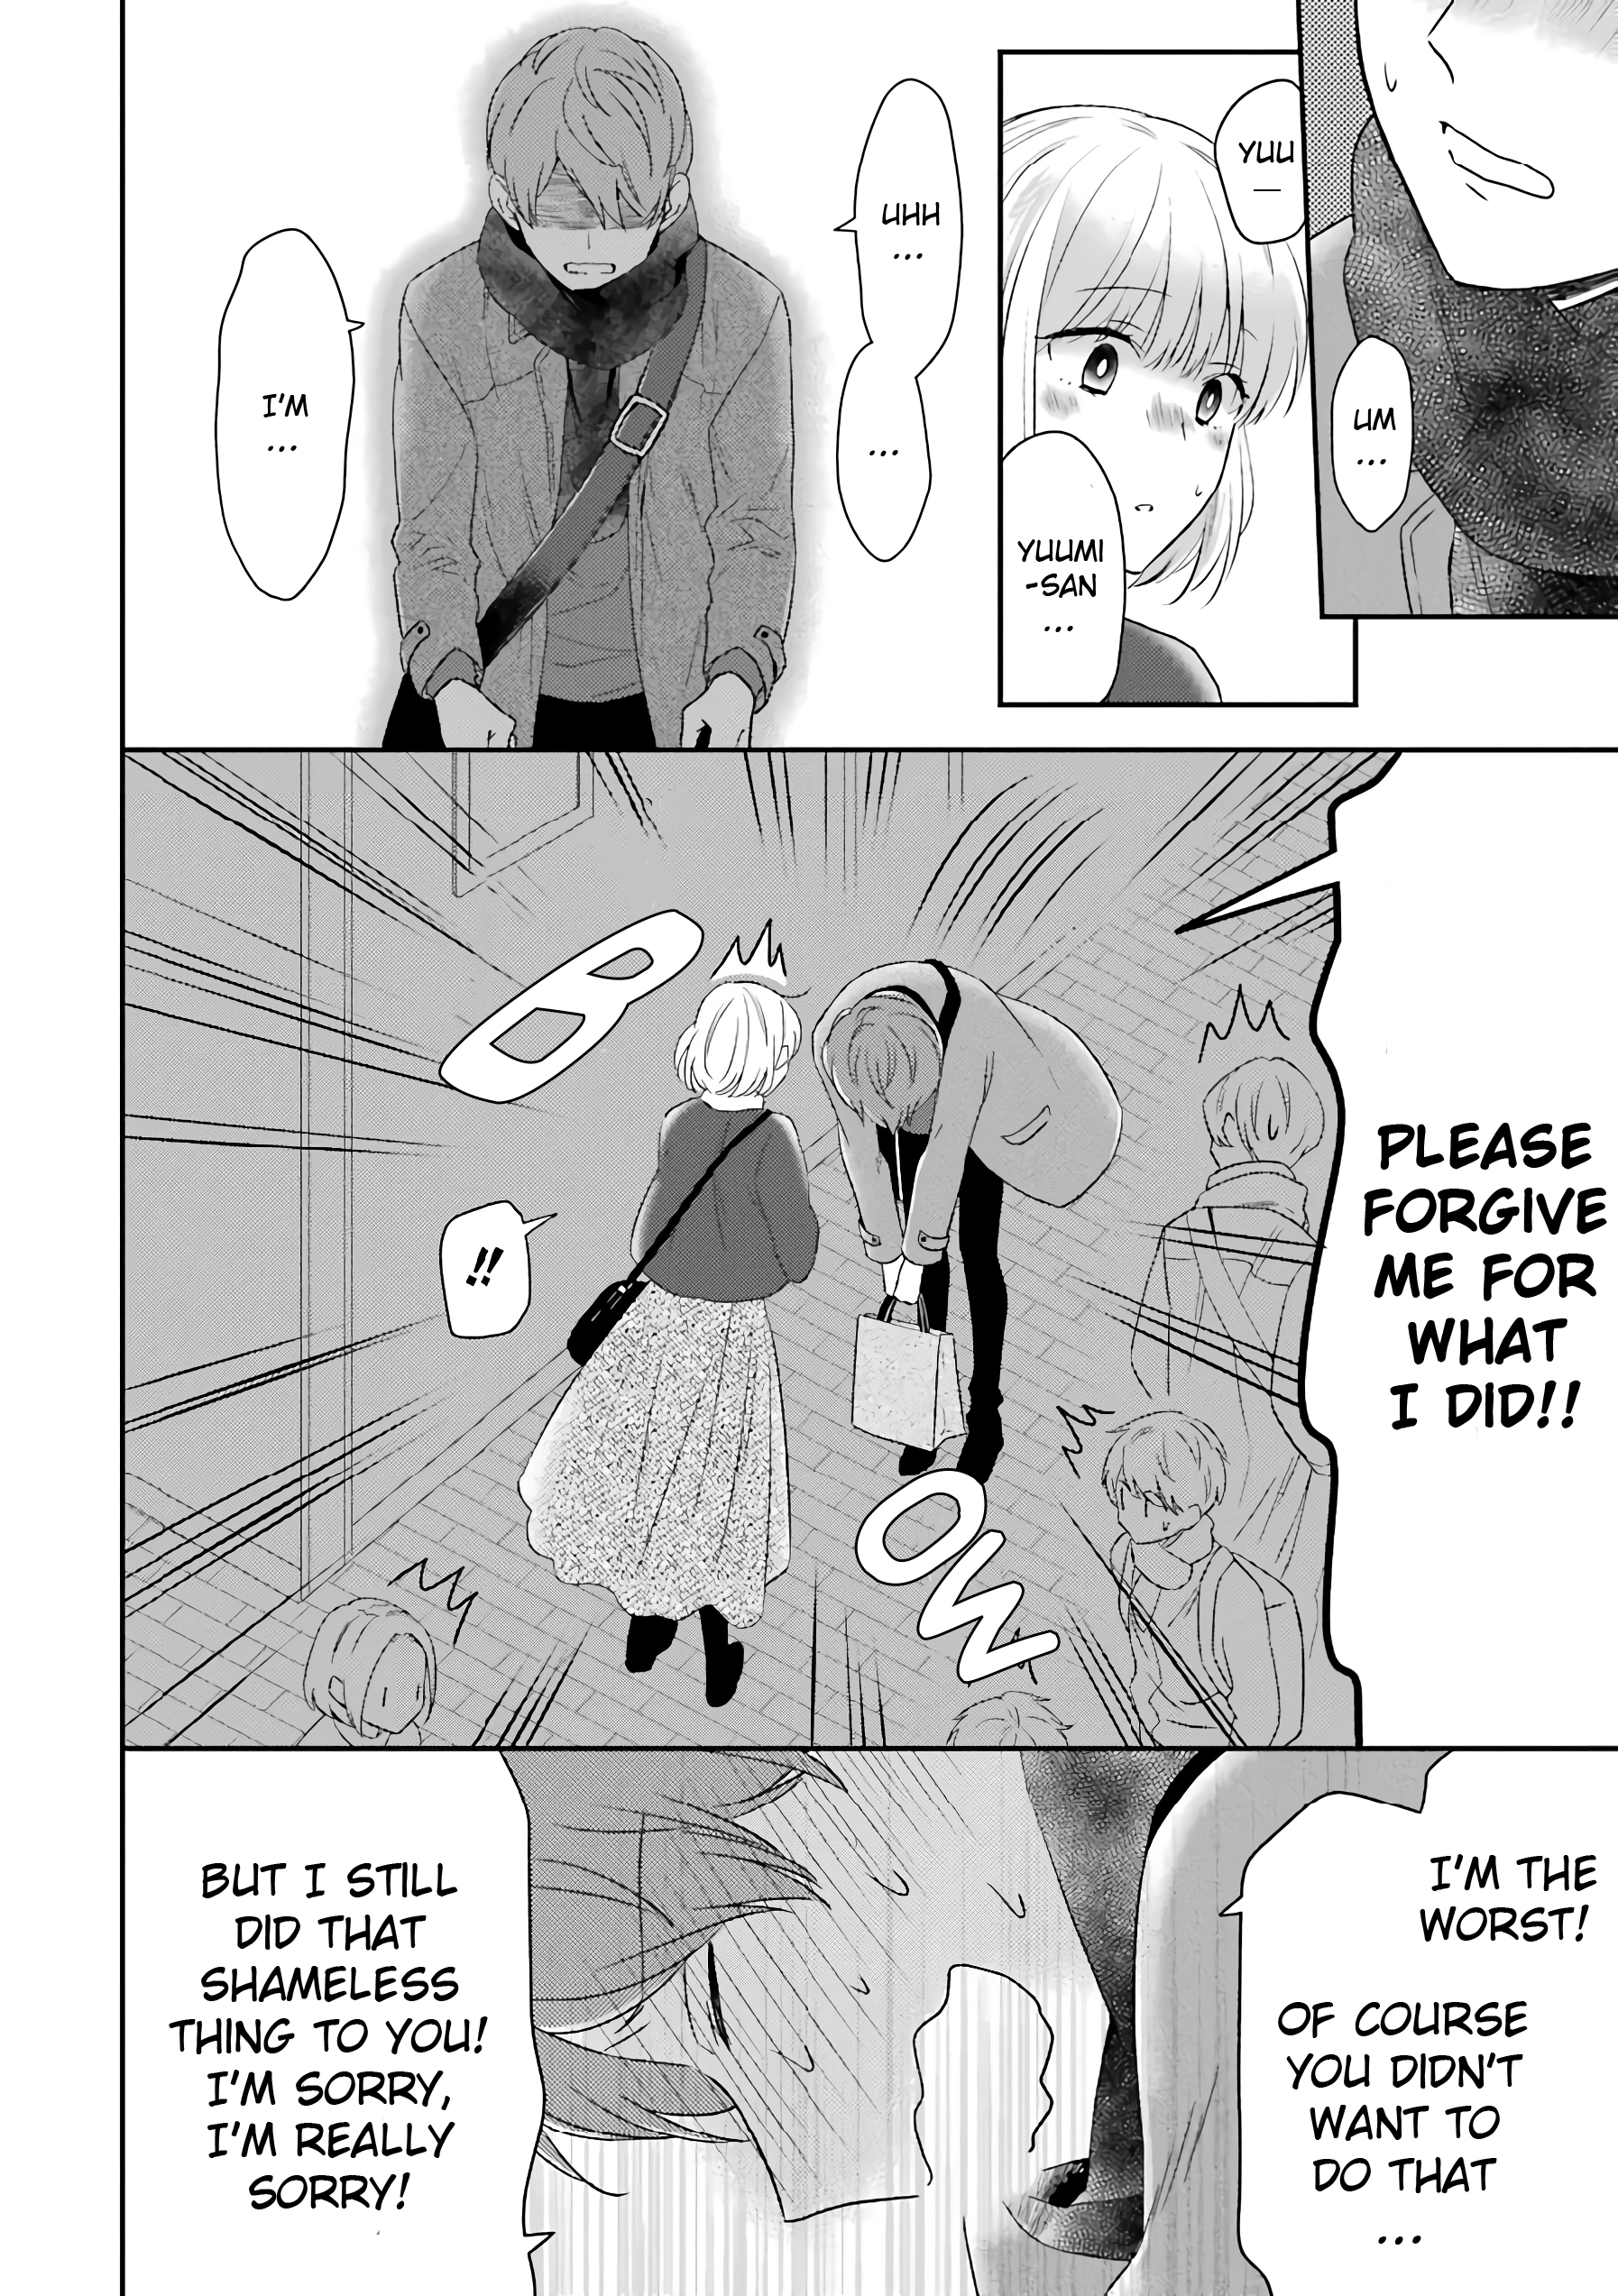 UM
...
YUU
—
YUUMI
-SAN
...
UHH
...
...
I'M
...
PLEASE
FORGIVE
ME FOR
WHAT
I DID!!
BOW
!!
I'M THE
WORST!
OF COURSE
YOU DIDN'T
WANT TO
DO THAT
...
BUT I STILL
DID THAT
SHAMELESS
THING TO YOU!
I'M SORRY,
I'M REALLY
SORRY!